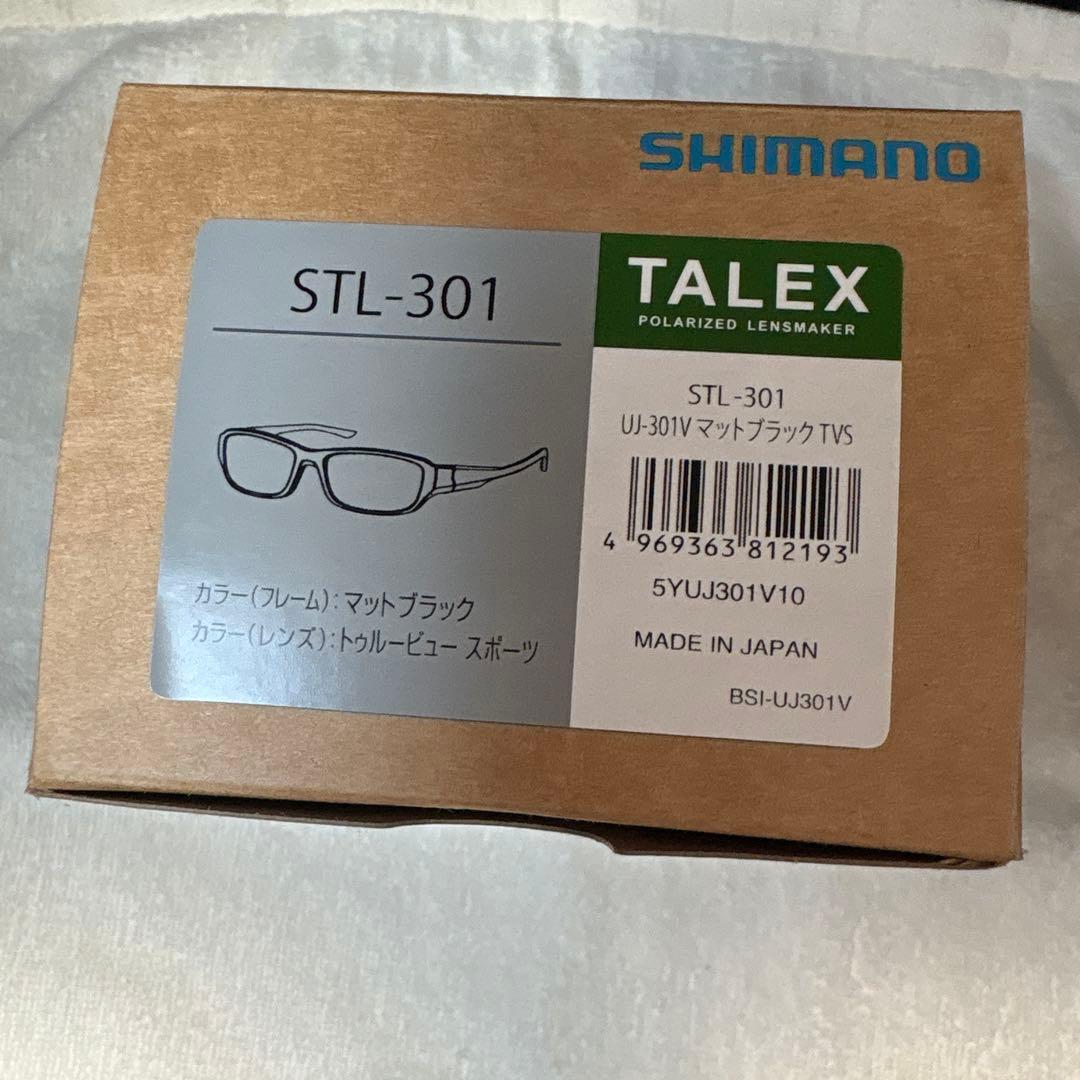 SHIMANO
STL-301
カラー(フレーム):マットブラック
カラー(レンズ):トゥルービュー スポーツ
TALEX
POLARIZED LENSMAKER
STL-301
UJ-301V マットブラック TVS
4 969363 812193
5YUJ301V10
MADE IN JAPAN
BSI-UJ301V